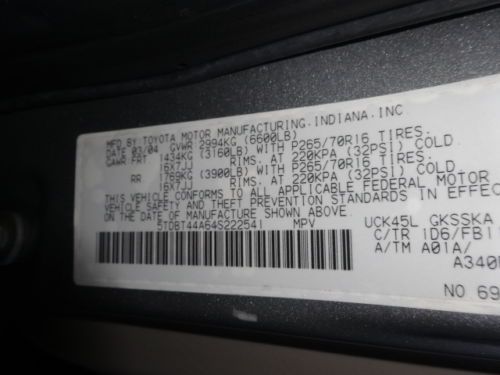 MFD BY TOYOTA MOTOR MANUFACTURING,INDIANA,INC
DATE 03/04 GVWR 2994KG (6600LB)
GAWR FRT 1434KG (3160LB) WITH P265/70R16 TIRES.
16X7JJ RIMS. AT 220KPA (32PSI) COLD
RR 1769KG (3900LB) WITH P265/70R16 TIRES.
16X7JJ RIMS. AT 220KPA (32PSI) COLD
THIS VEHICLE CONFORMS TO ALL APPLICABLE FEDERAL MOTOR
VEHICLE SAFETY AND THEFT PREVENTION STANDARDS IN EFFEC
ON THE DATE OF MANUFACTURE SHOWN ABOVE.
5TDBT44A64S222541 MPV
UCK45L GKSSKA
C/TR 1D6/FB1
A/TM A01A/
A340
NO 69